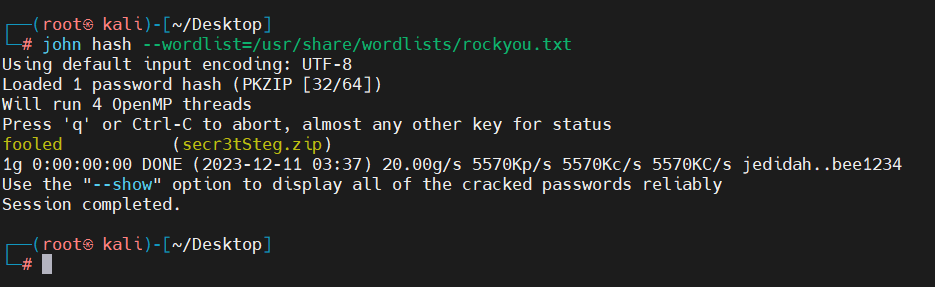 ┌──(root㉿ kali)-[~/Desktop]
└─# john hash --wordlist=/usr/share/wordlists/rockyou.txt
Using default input encoding: UTF-8
Loaded 1 password hash (PKZIP [32/64])
Will run 4 OpenMP threads
Press 'q' or Ctrl-C to abort, almost any other key for status
fooled           (secr3tSteg.zip)
1g 0:00:00:00 DONE (2023-12-11 03:37) 20.00g/s 5570Kp/s 5570Kc/s 5570KC/s jedidah..bee1234
Use the "--show" option to display all of the cracked passwords reliably
Session completed.
┌──(root㉿ kali)-[~/Desktop]
└─#